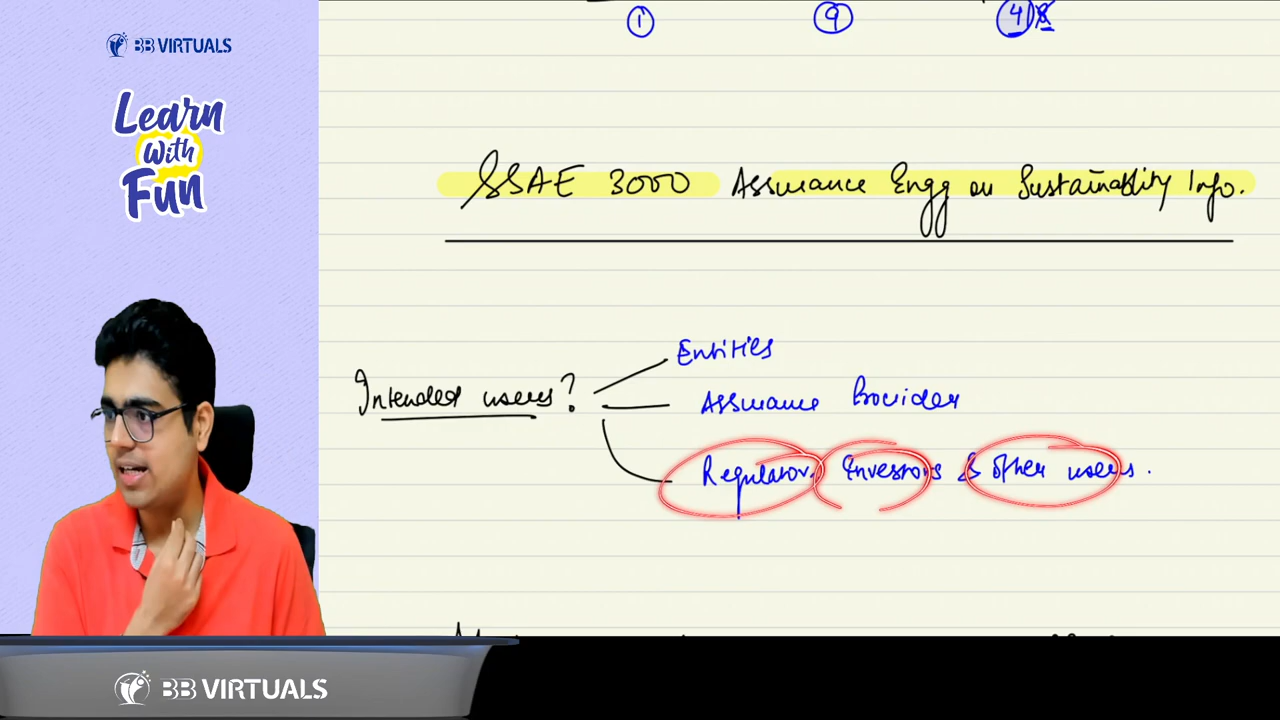 BB VIRTUALS
Learn
With
Fun
1 9 4
SSAE 3000 Assurance Engg on Sustainability Info.
Intended users?
Entities
Assurance Provider
Regulator, Investors & other users.
BB VIRTUALS